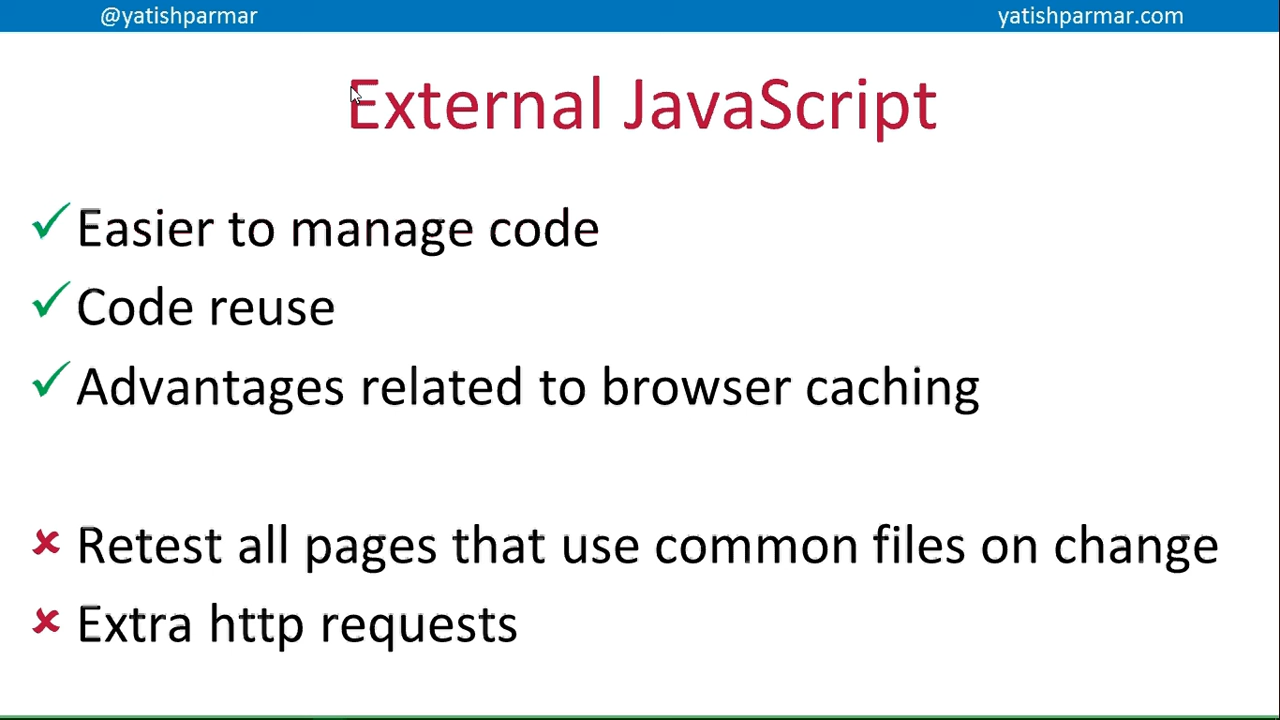 @yatishparmar
yatishparmar.com
External JavaScript
Easier to manage code
Code reuse
Advantages related to browser caching
Retest all pages that use common files on change
Extra http requests